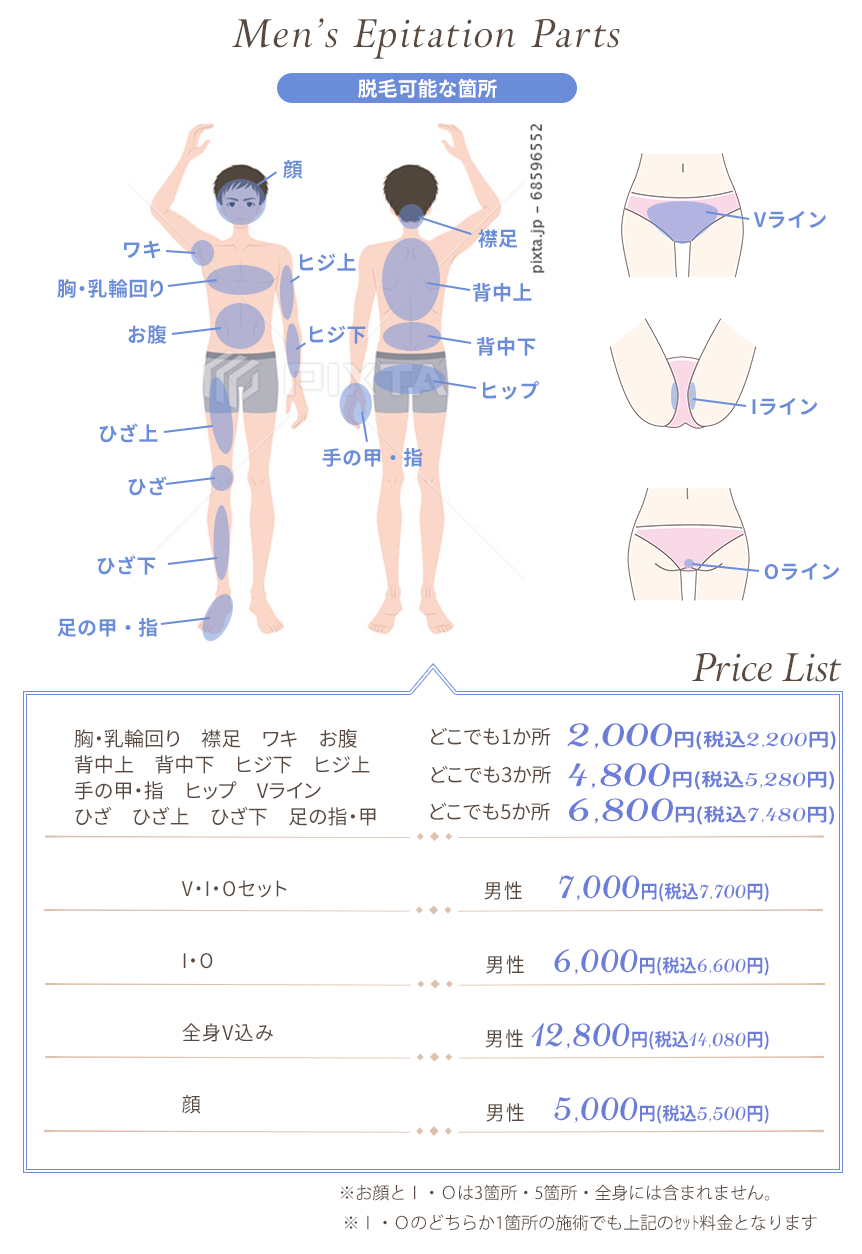 Men's Epitation Parts
脱毛可能な箇所
顔
ワキ
胸・乳輪回り
お腹
ヒジ上
ヒジ下
ひざ上
ひざ
ひざ下
足の甲・指
襟足
背中上
背中下
ヒップ
手の甲・指
pixta.jp - 68596552
PIXTA
Vライン
Iライン
Oライン
Price List
胸・乳輪回り 襟足 ワキ お腹
背中上 背中下 ヒジ下 ヒジ上
手の甲・指 ヒップ Vライン
ひざ ひざ上 ひざ下 足の指・甲
どこでも1か所 2,000円(税込2,200円)
どこでも3か所 4,800円(税込5,280円)
どこでも5か所 6,800円(税込7,480円)
V・I・Oセット 男性 7,000円(税込7,700円)
I・O 男性 6,000円(税込6,600円)
全身V込み 男性 12,800円(税込14,080円)
顔 男性 5,000円(税込5,500円)
※お顔とI・Oは3箇所・5箇所・全身には含まれません。
※I・Oのどちらか1箇所の施術でも上記のｾｯﾄ料金となります